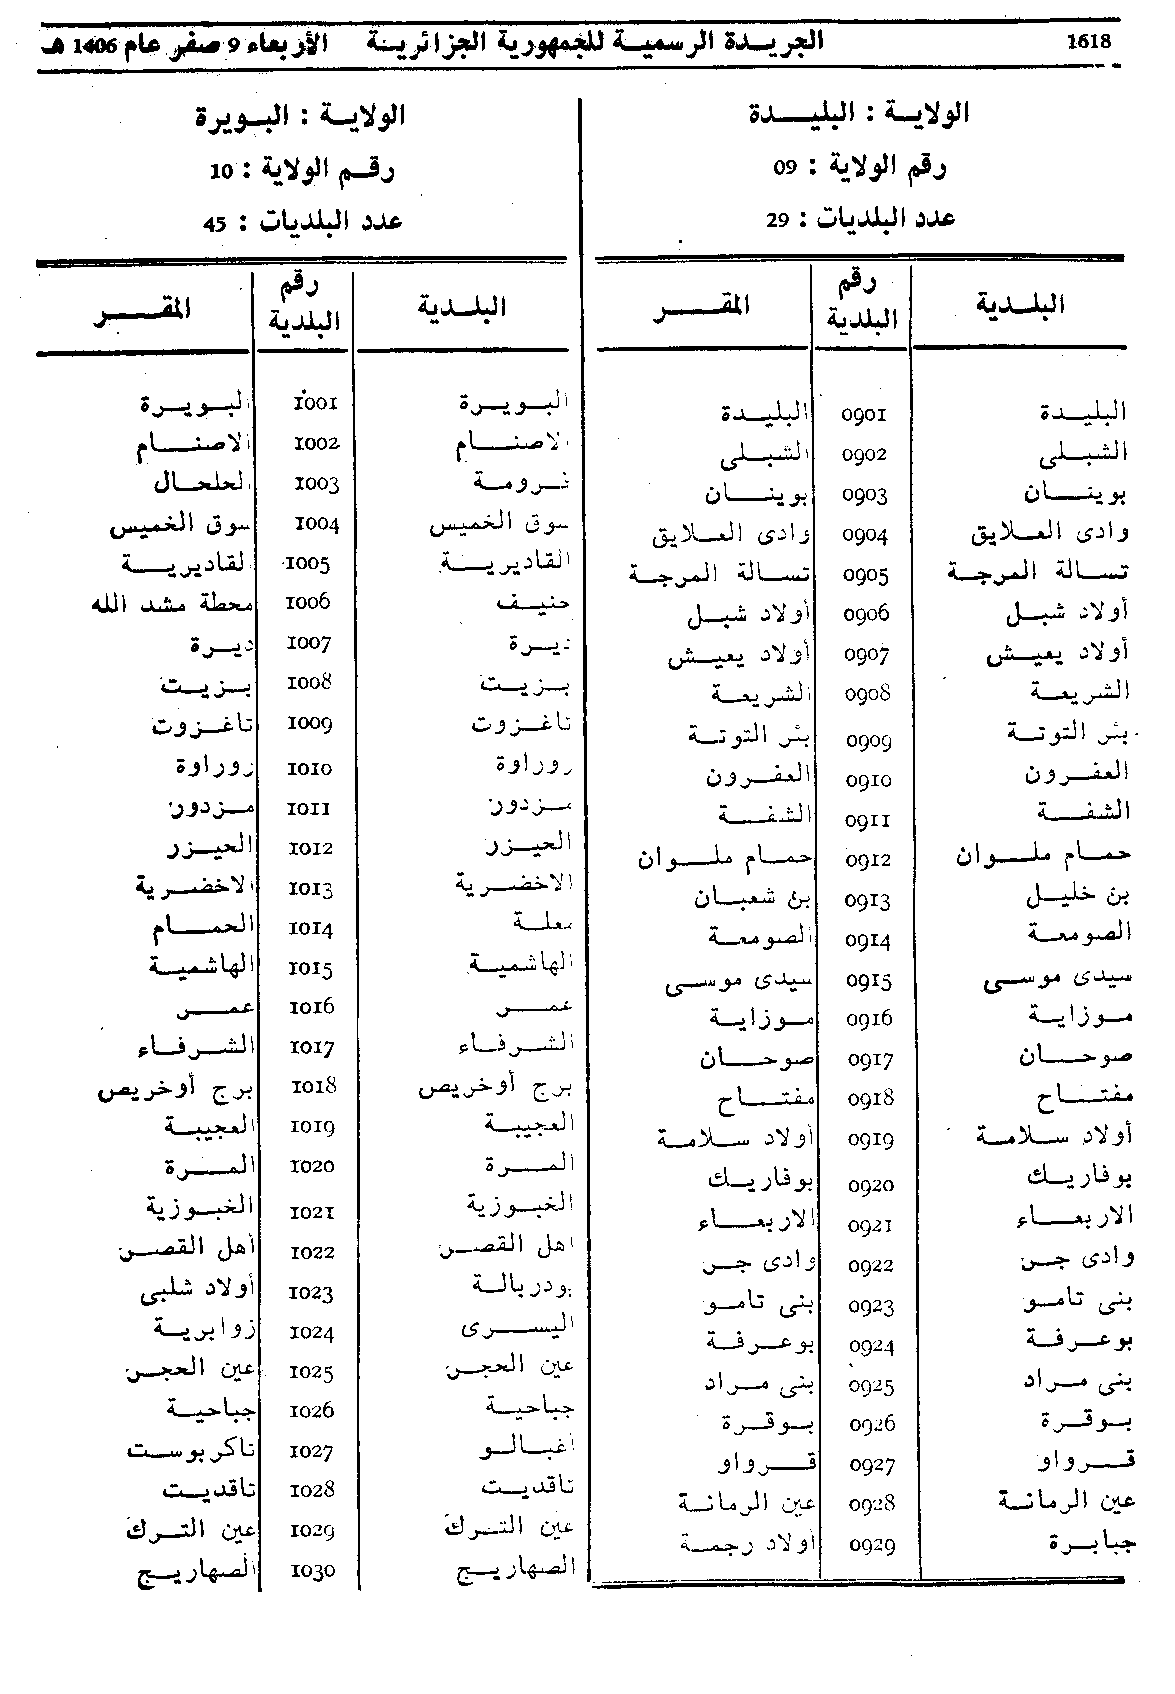 1618 الجريدة الرسمية للجمهورية الجزائرية الأربعاء 9 صفر عام 1406 هـ
الولاية : البليدة
رقم الولاية : 09
عدد البلديات : 29
البلدية رقم البلدية المقر
البليدة 0901 البليدة
الشبلى 0902 الشبلى
بوينان 0903 بوينان
وادى العلايق 0904 وادى العلايق
تسالة المرجة 0905 تسالة المرجة
أولاد شبل 0906 أولاد شبل
أولاد يعيش 0907 أولاد يعيش
الشريعة 0908 الشريعة
بئر التوتة 0909 بئر التوتة
العفرون 0910 العفرون
الشفة 0911 الشفة
حمام ملوان 0912 حمام ملوان
بن خليل 0913 بن شعبان
الصومعة 0914 الصومعة
سيدى موسى 0915 سيدى موسى
موزاية 0916 موزاية
صوحان 0917 صوحان
مفتاح 0918 مفتاح
أولاد سلامة 0919 أولاد سلامة
بوفاريك 0920 بوفاريك
الاربعاء 0921 الاربعاء
وادى جر 0922 وادى جر
بنى تامو 0923 بنى تامو
بوعرفة 0924 بوعرفة
بنى مراد 0925 بنى مراد
بوقرة 0926 بوقرة
قرواو 0927 قرواو
عين الرمانة 0928 عين الرمانة
جبابرة 0929 أولاد رحمة
الولاية : البويرة
رقم الولاية : 10
عدد البلديات : 45
البلدية رقم البلدية المقر
البويرة 1001 البويرة
الاصنام 1002 الاصنام
ڨرومة 1003 لحلحال
سوق الخميس 1004 سوق الخميس
القاديرية 1005 القاديرية
حنيف 1006 محطة مشد الله
ديرة 1007 ديرة
بزيت 1008 بزيت
تاغزوت 1009 تاغزوت
روراوة 1010 روراوة
مزدور 1011 مزدور
الحيزر 1012 الحيزر
الاخضرية 1013 الاخضرية
معلة 1014 الحمام
الهاشمية 1015 الهاشمية
عمر 1016 عمر
الشرفاء 1017 الشرفاء
برج أوخريص 1018 برج أوخريص
العجيبة 1019 العجيبة
المرة 1020 المرة
الخبوزية 1021 الخبوزية
اهل القصر 1022 أهل القصر
بودربالة 1023 أولاد شلبى
اليسرى 1024 زوابرية
عين الحجر 1025 عين الحجر
جباحية 1026 جباحية
أغبالو 1027 تاكربوست
تاقديت 1028 تاقديت
عين الترك 1029 عين الترك
الصهاريج 1030 الصهاريج